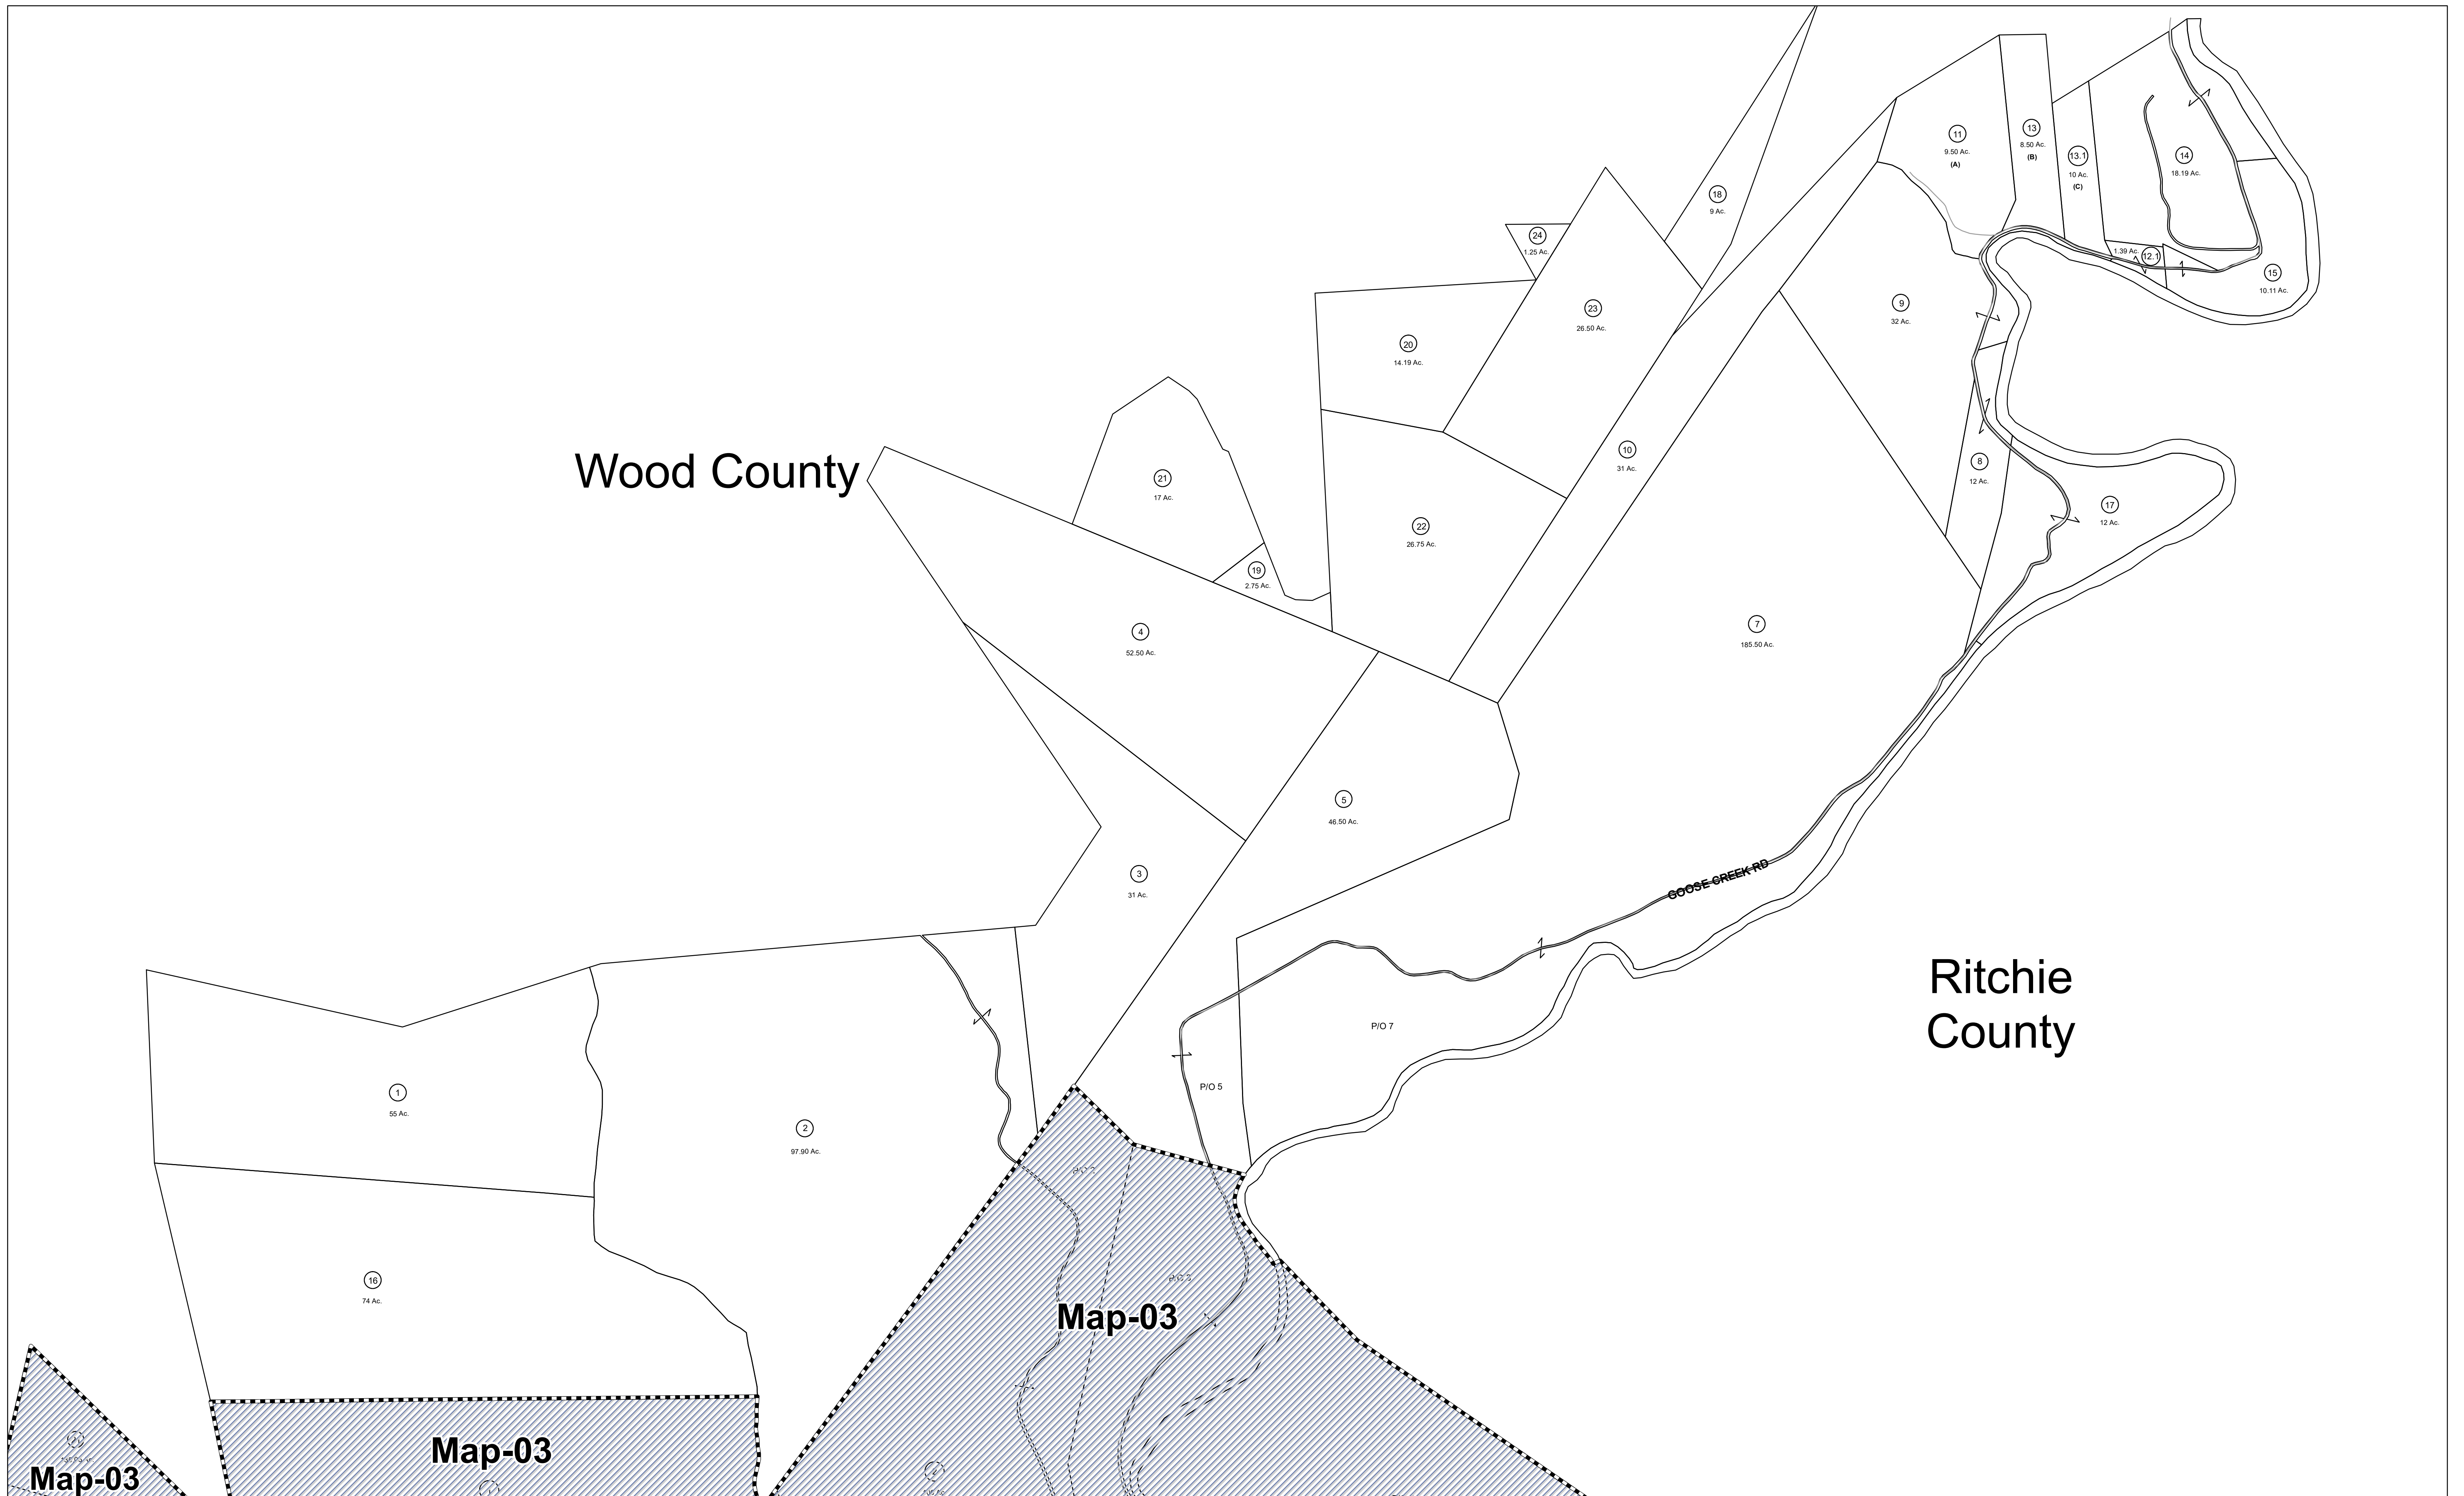 11
9.50 Ac.
(A)
13
8.50 Ac.
(B)
13.1
10 Ac.
(C)
14
18.19 Ac.
18
9 Ac.
24
1.25 Ac.
1.39 Ac.
12.1
15
10.11 Ac.
23
26.50 Ac.
9
32 Ac.
20
14.19 Ac.
10
31 Ac.
8
12 Ac.
Wood County
21
17 Ac.
17
12 Ac.
22
26.75 Ac.
19
2.75 Ac.
4
52.50 Ac.
7
185.50 Ac.
5
46.50 Ac.
3
31 Ac.
GOOSE CREEK RD
Ritchie
County
P/O 7
P/O 5
1
55 Ac.
2
97.90 Ac.
16
74 Ac.
Map-03
Map-03
Map-03